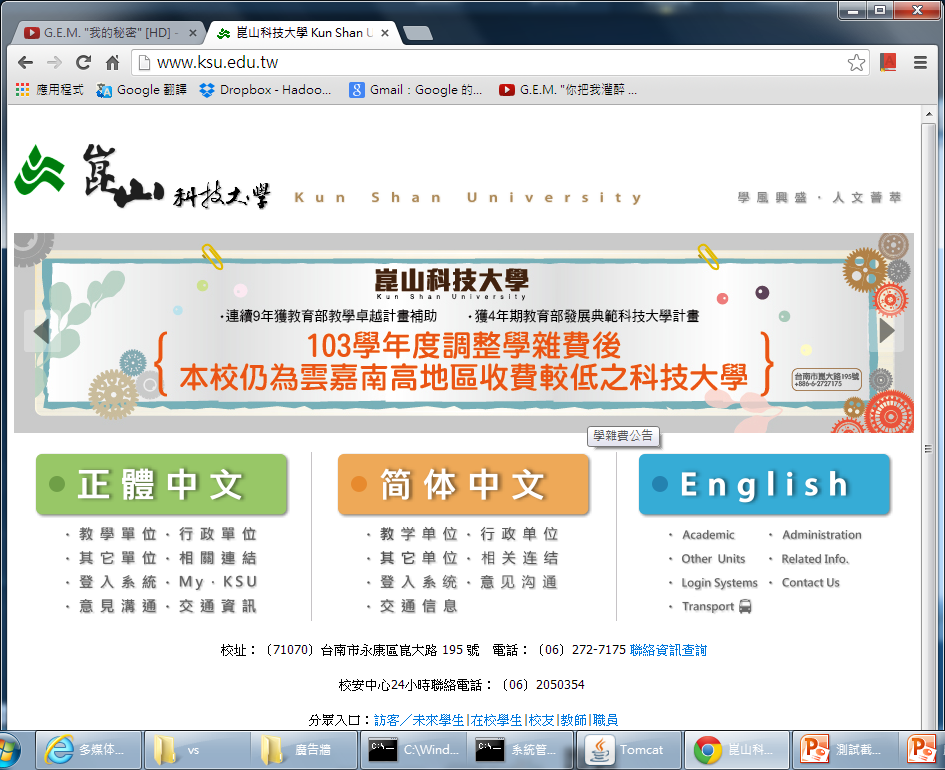 G.E.M. "我的秘密" [HD] -
崑山科技大學 Kun Shan U
www.ksu.edu.tw
應用程式
Google 翻譯
Dropbox - Hadoo...
Gmail：Google 的...
G.E.M. "你把我灌醉 ...
崑山科技大學 Kun Shan University
學風興盛．人文薈萃
崑山科技大學
Kun Shan University
•連續9年獲教育部教學卓越計畫補助 •獲4年期教育部發展典範科技大學計畫
103學年度調整學雜費後
本校仍為雲嘉南高地區收費較低之科技大學
台南市崑大路195號
+886-6-2727175
學雜費公告
正體中文
．教學單位．行政單位
．其它單位．相關連結
．登入系統．My．KSU
．意見溝通．交通資訊
简体中文
．教学单位．行政单位
．其它单位．相关连结
．登入系统．意见沟通
．交通信息
English
· Academic · Administration
· Other Units · Related Info.
· Login Systems · Contact Us
· Transport
校址：（71070）台南市永康區崑大路 195 號 電話：（06）272-7175 聯絡資訊查詢
校安中心24小時聯絡電話：（06）2050354
分眾入口：訪客／未來學生|在校學生|校友|教師|職員
多媒体...
vs
廣告牆
C:\Wind...
系統管...
Tomcat
崑山科...
測試截...